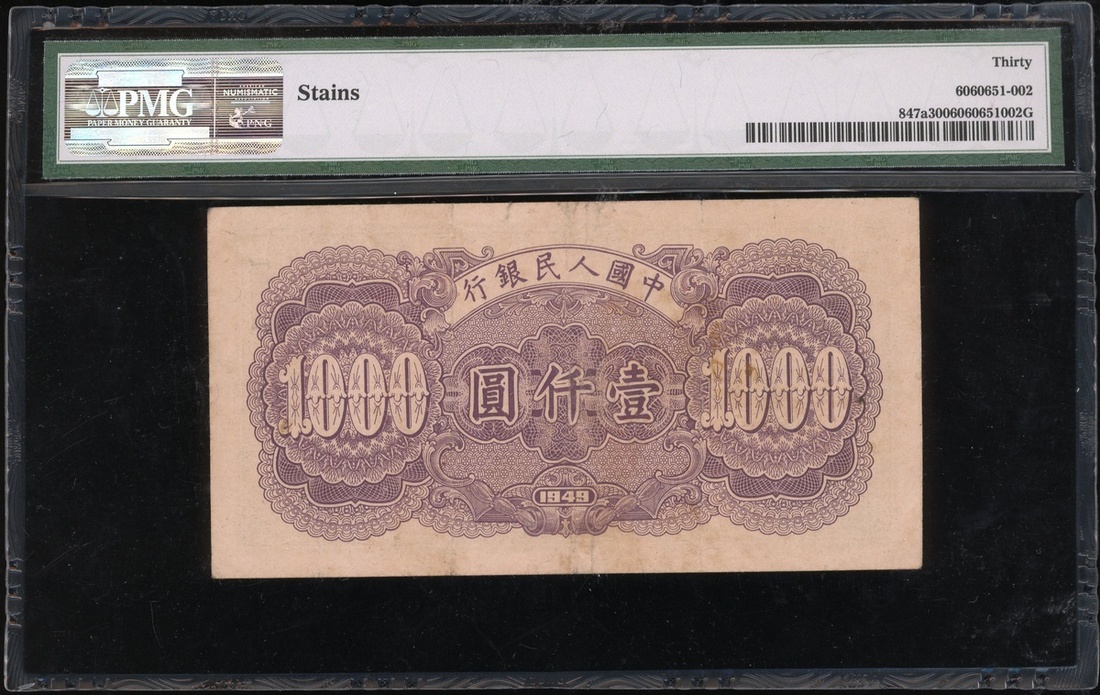 PMG
PAPER MONEY GUARANTY
NUMISMATIC
PNG
Stains
Thirty
6060651-002
847a3006060651002G
中國人民銀行
1000
壹仟圓
1000
1949